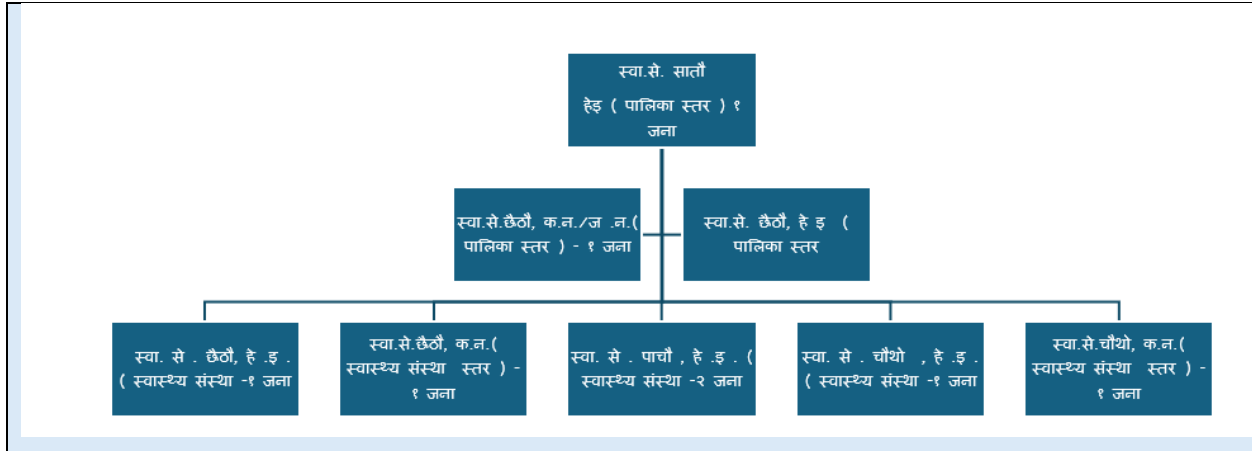 स्वा.से. सातौ
हेइ ( पालिका स्तर ) १
जना
स्वा.से.छैठौ, क.न./ज .न.(
पालिका स्तर ) - १ जना
स्वा.से. छैठौ, हे इ (
पालिका स्तर
स्वा. से . छैठौ, हे .इ .
( स्वास्थ्य संस्था -१ जना
स्वा.से.छैठौ, क.न.(
स्वास्थ्य संस्था स्तर ) -
१ जना
स्वा. से . पाचौ , हे .इ . (
स्वास्थ्य संस्था -२ जना
स्वा. से . चौथो , हे .इ .
( स्वास्थ्य संस्था -१ जना
स्वा.से.चौथो, क.न.(
स्वास्थ्य संस्था स्तर ) -
१ जना